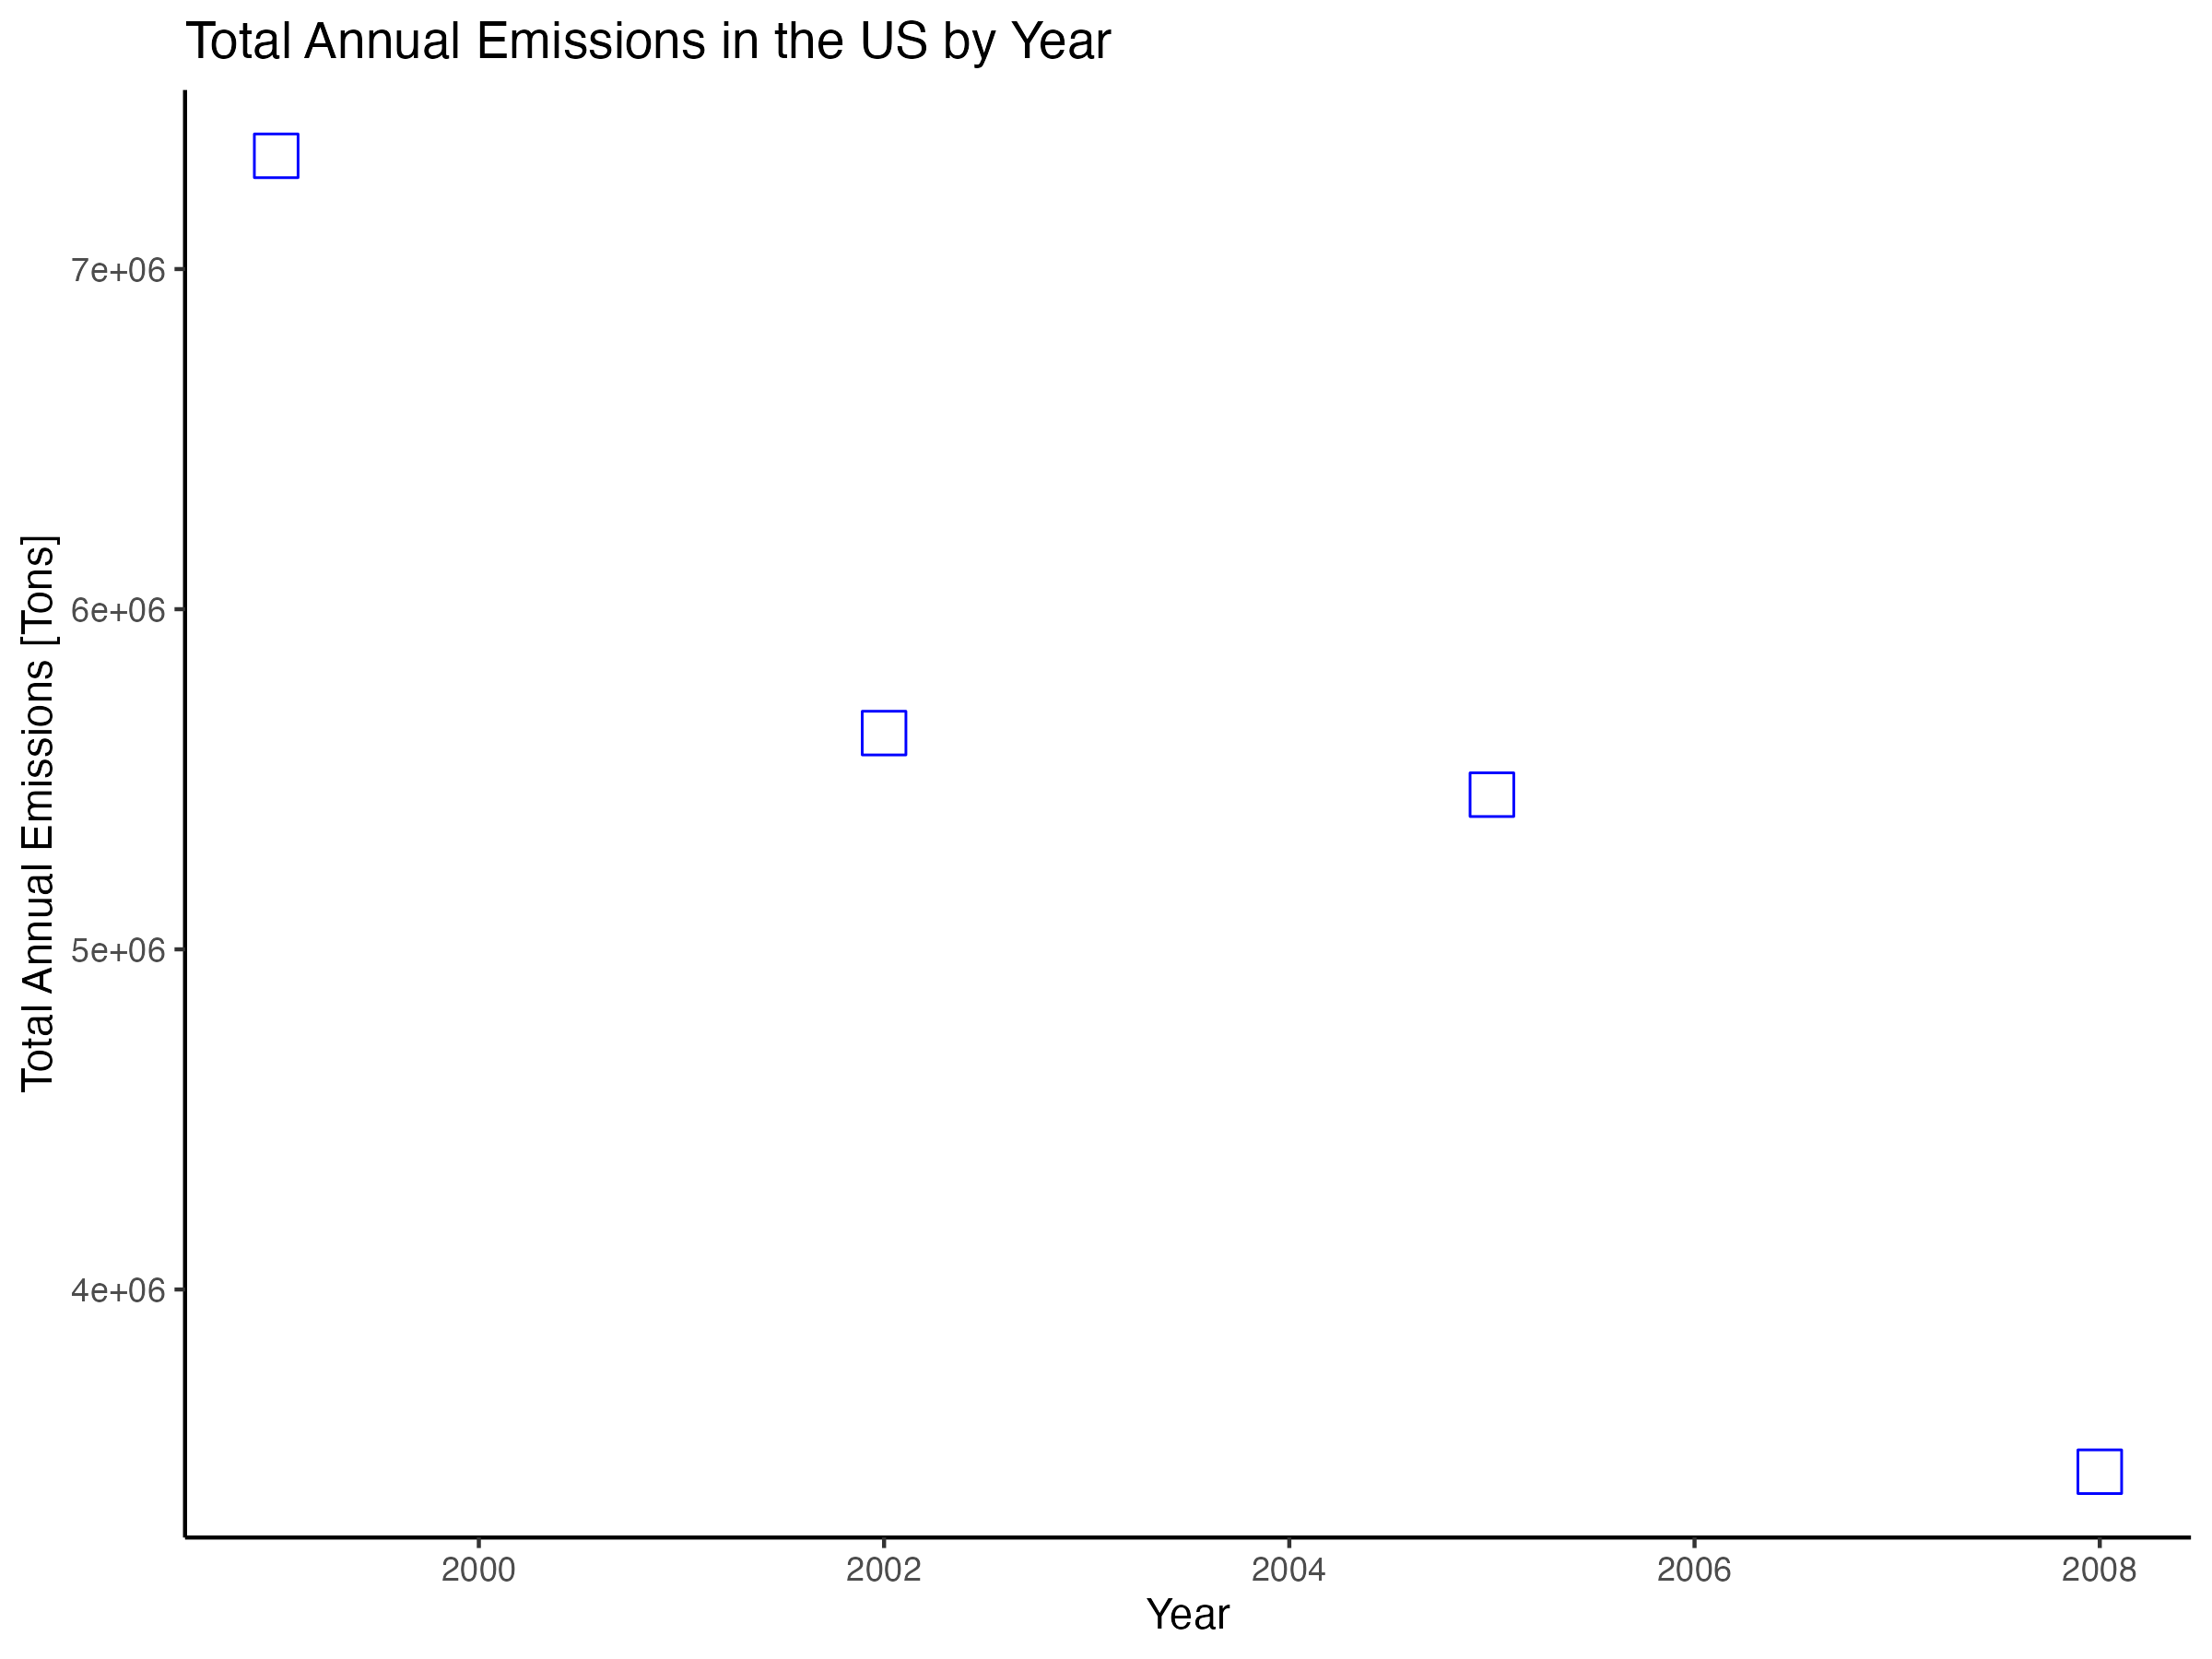 Total Annual Emissions in the US by Year
Total Annual Emissions [Tons]
7e+06
6e+06
5e+06
4e+06
2000 2002 2004 2006 2008
Year